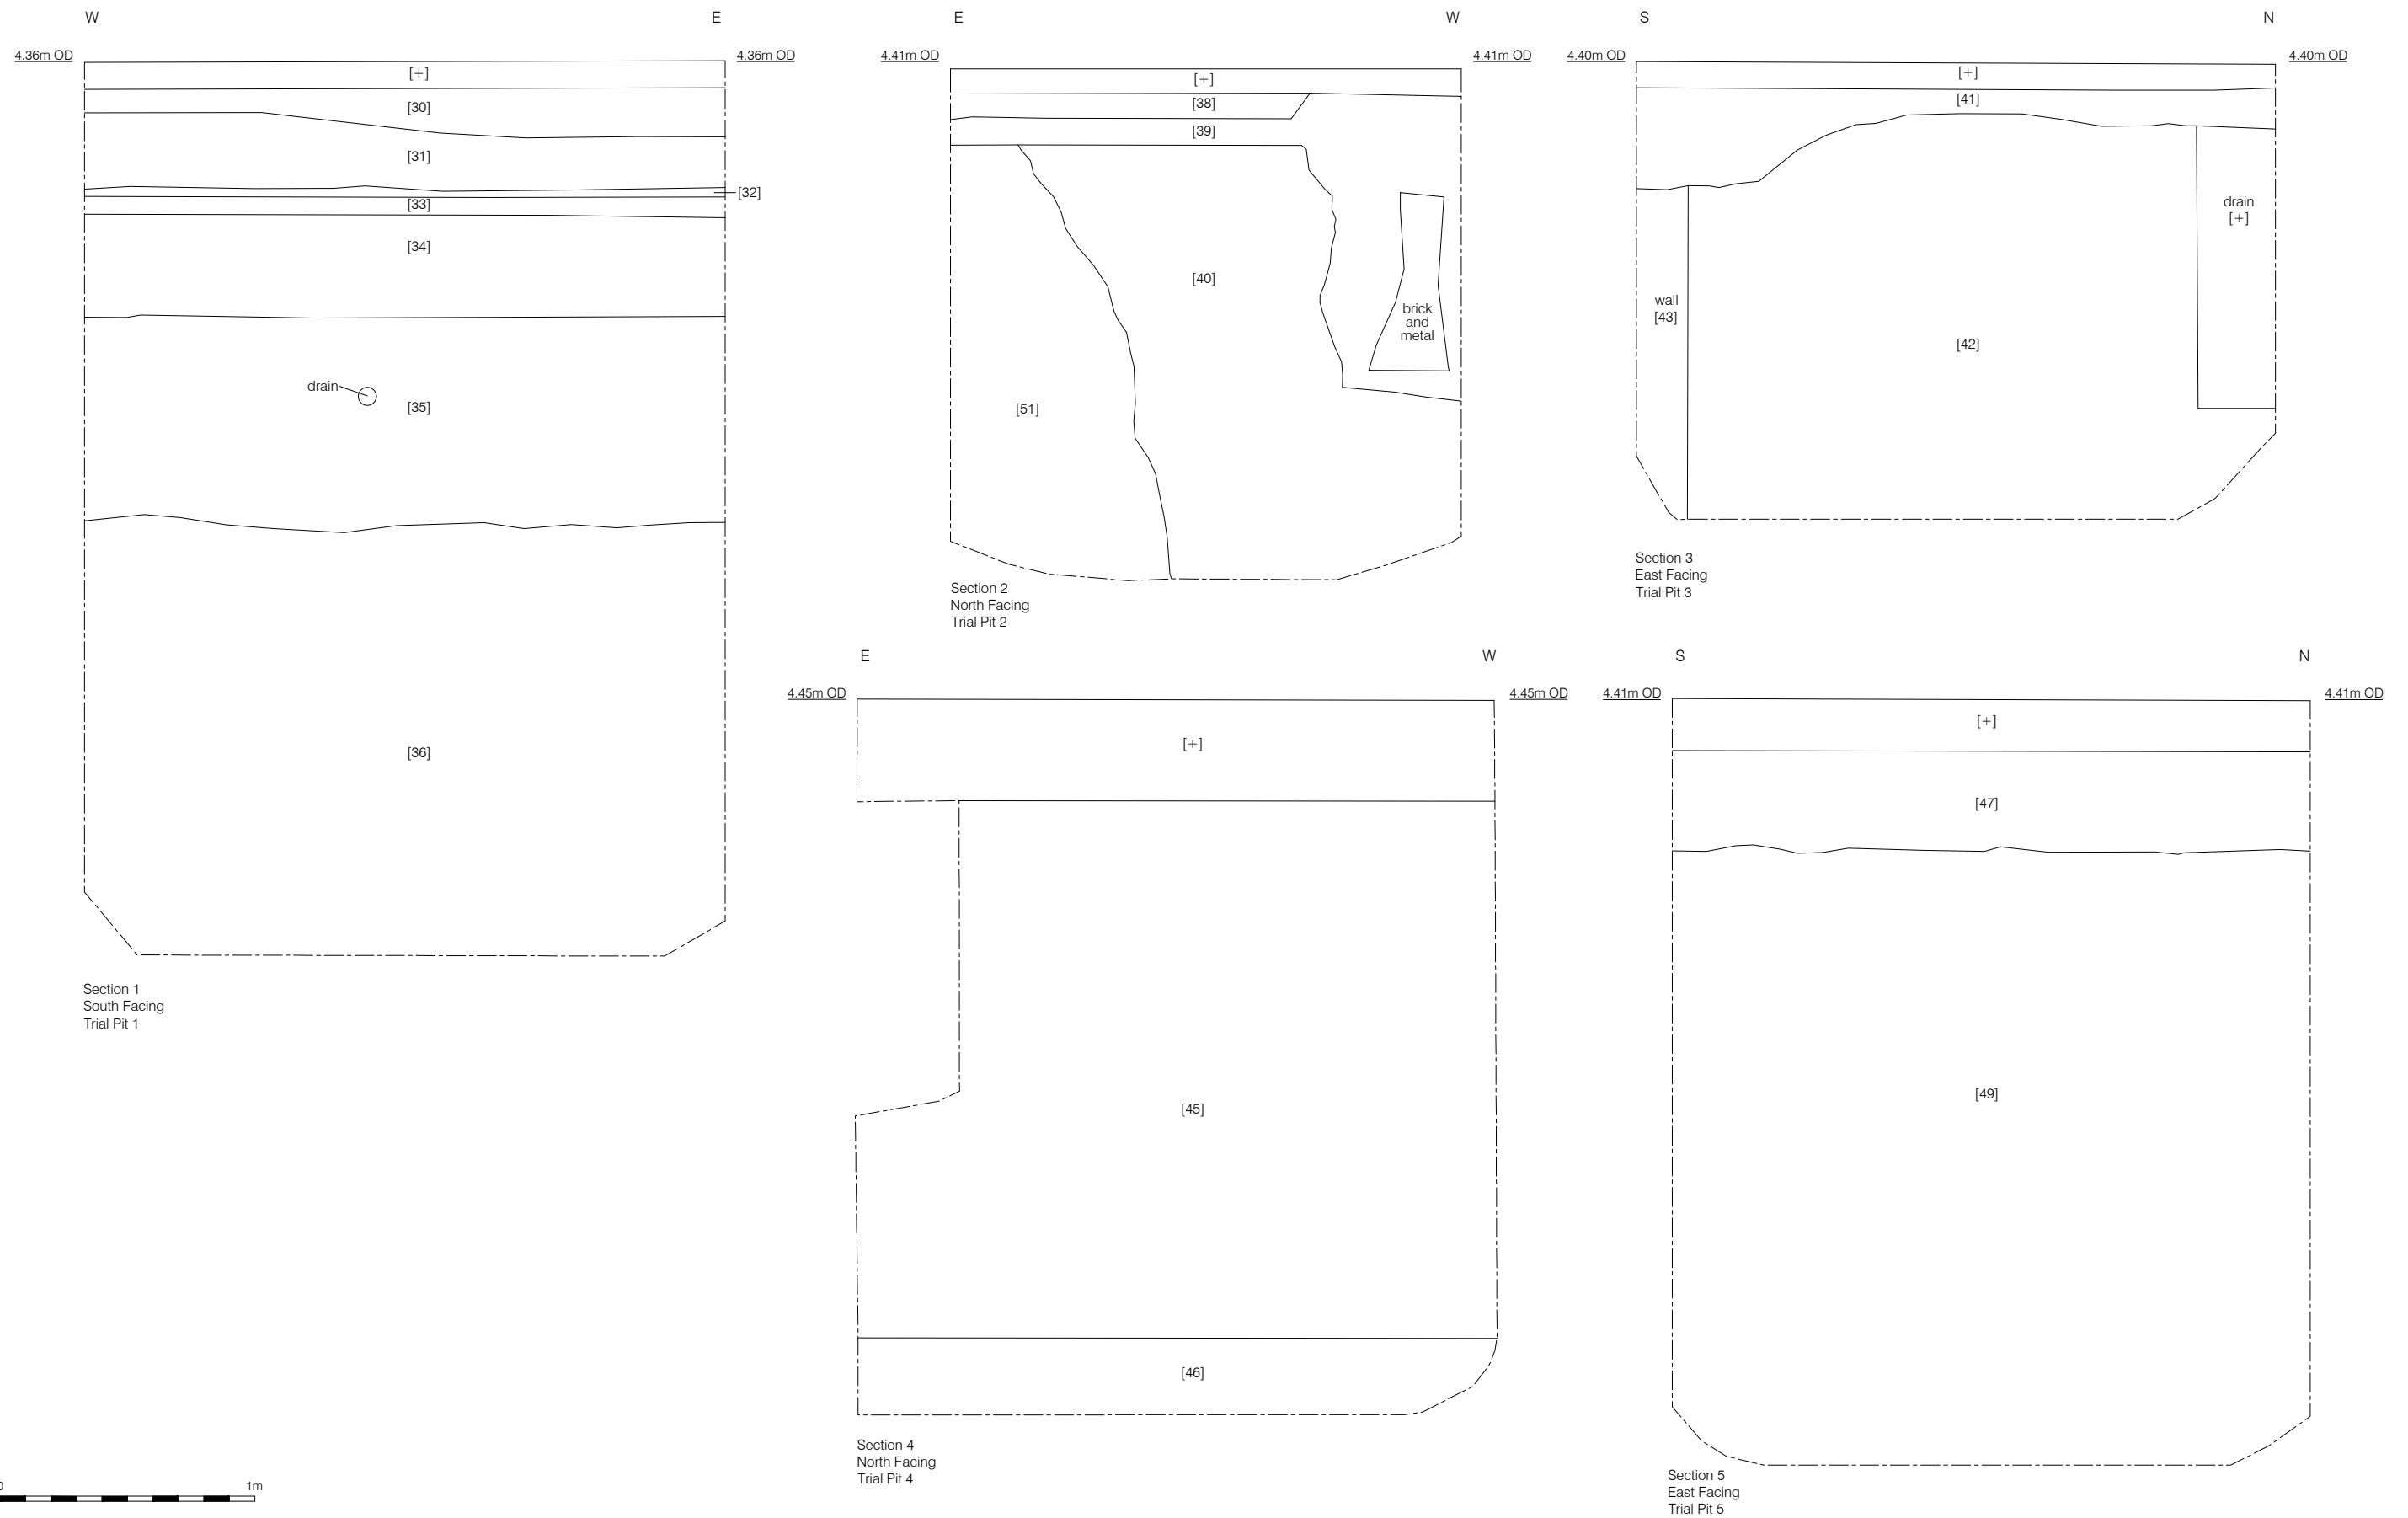 W
E
4.36m OD
4.36m OD
[+]
[30]
[31]
[32]
[33]
[34]
drain
[35]
[36]
Section 1
South Facing
Trial Pit 1
E
W
4.41m OD
4.41m OD
[+]
[38]
[39]
[40]
brick
and
metal
[51]
Section 2
North Facing
Trial Pit 2
S
N
4.40m OD
4.40m OD
[+]
[41]
drain
[+]
wall
[43]
[42]
Section 3
East Facing
Trial Pit 3
E
W
4.45m OD
4.45m OD
[+]
[45]
[46]
Section 4
North Facing
Trial Pit 4
S
N
4.41m OD
4.41m OD
[+]
[47]
[49]
Section 5
East Facing
Trial Pit 5
0
1m